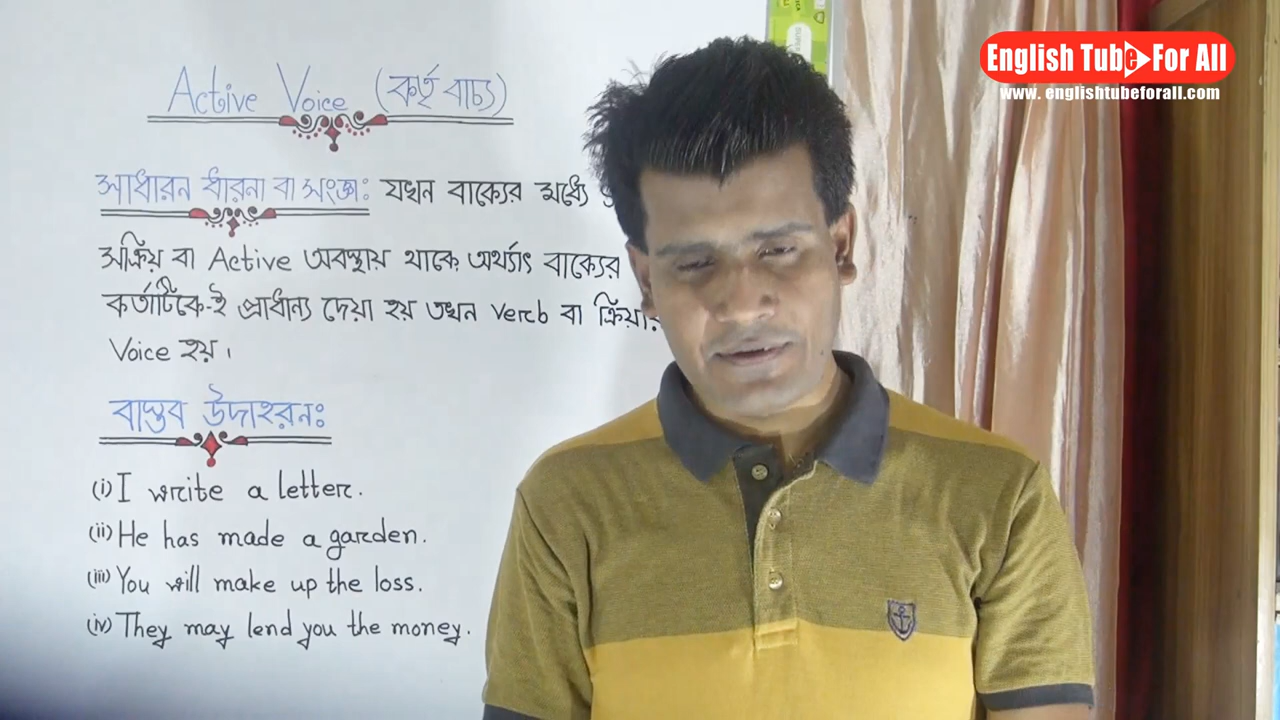 Active Voice (কর্তৃ বাচ্য)
সাধারন ধারনা বা সংজ্ঞাঃ যখন বাক্যের মধ্যে
সক্রিয় বা Active অবস্থায় থাকে অর্থ্যাৎ বাক্যের
কর্তাটিকে-ই প্রাধান্য দেয়া হয় তখন Verb বা ক্রিয়ার
Voice হয়।
বাস্তব উদাহরনঃ
(i) I write a letter.
(ii) He has made a garden.
(iii) You will make up the loss.
(iv) They may lend you the money.
English Tube For All
www. englishtubeforall.com